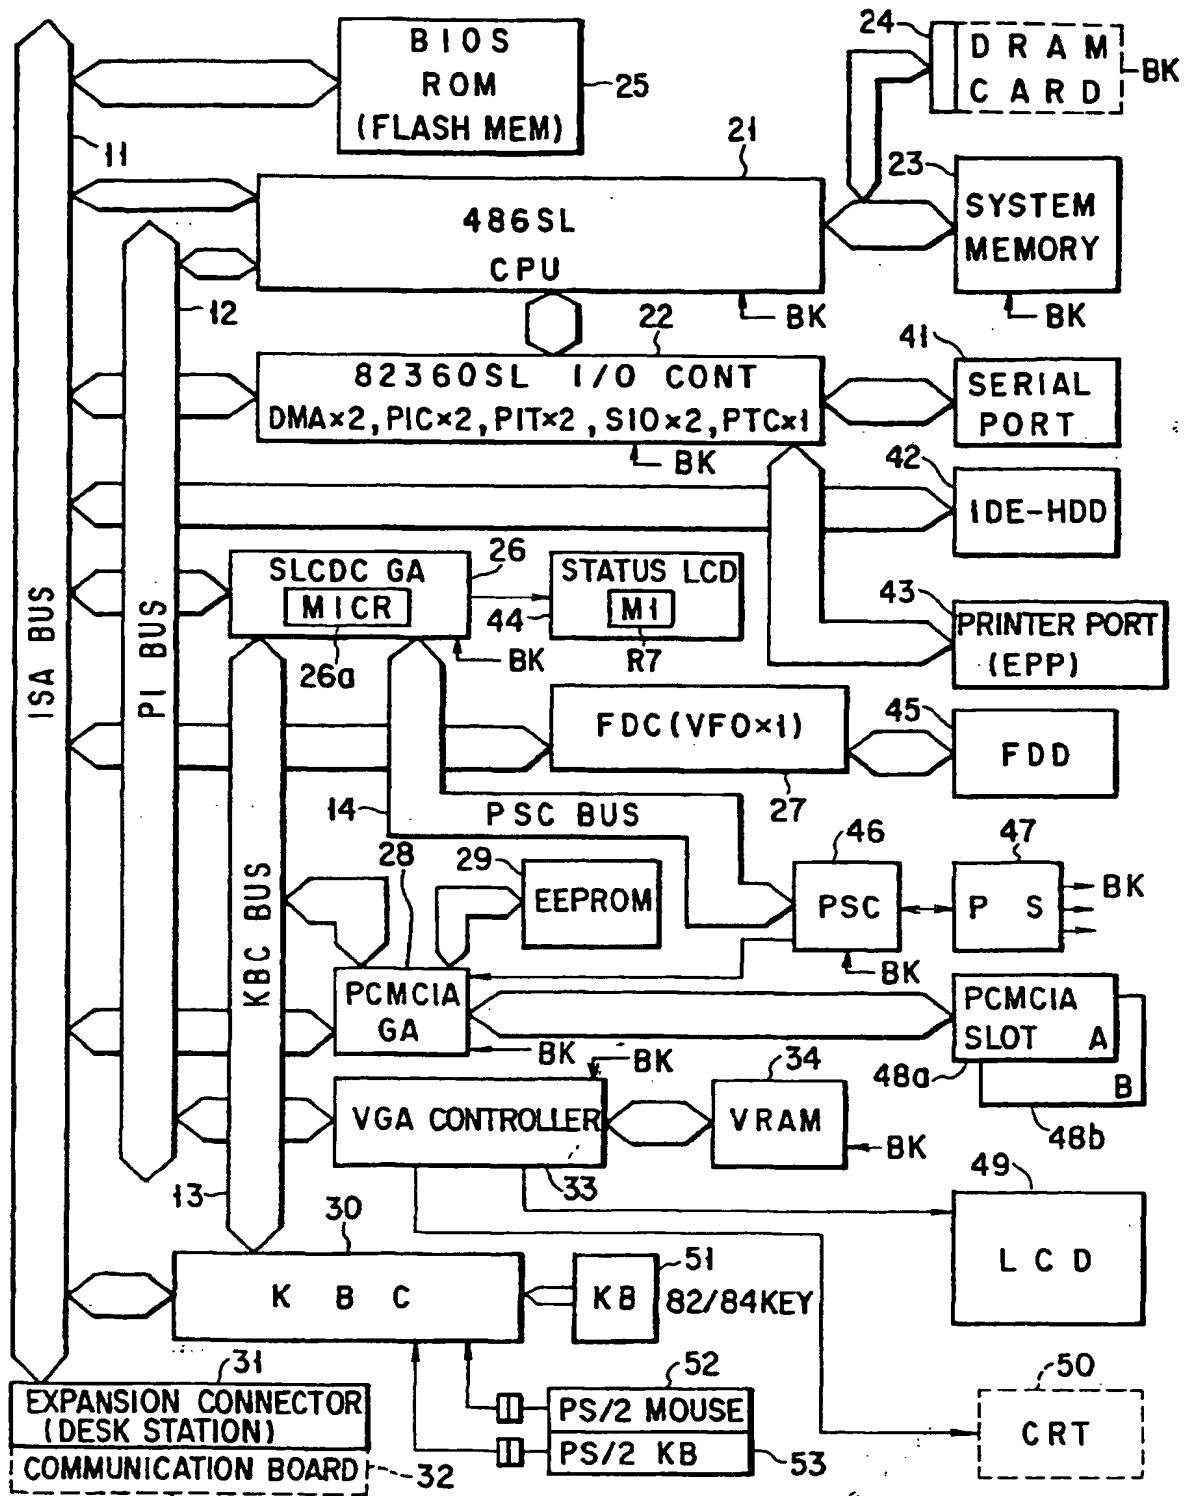 BIOS
ROM
(FLASH MEM)
25
24
DRAM
CARD
BK
11
21
486SL
CPU
BK
23
SYSTEM
MEMORY
BK
12
22
82360SL I/O CONT
DMA×2, PIC×2, PIT×2, SIO×2, PTC×1
BK
41
SERIAL
PORT
42
IDE-HDD
26
SLCDC GA
MICR
26a
BK
STATUS LCD
M1
44
R7
43
PRINTER PORT
(EPP)
ISA BUS
PI BUS
FDC(VFO×1)
27
45
FDD
14
PSC BUS
KBC BUS
28
29
EEPROM
46
PSC
BK
47
P S
BK
PCMCIA
GA
BK
PCMCIA
SLOT A
48a
B
48b
BK
VGA CONTROLLER
33
34
VRAM
BK
13
49
LCD
30
K B C
51
KB
82/84KEY
31
EXPANSION CONNECTOR
(DESK STATION)
COMMUNICATION BOARD
32
52
PS/2 MOUSE
PS/2 KB
53
50
CRT